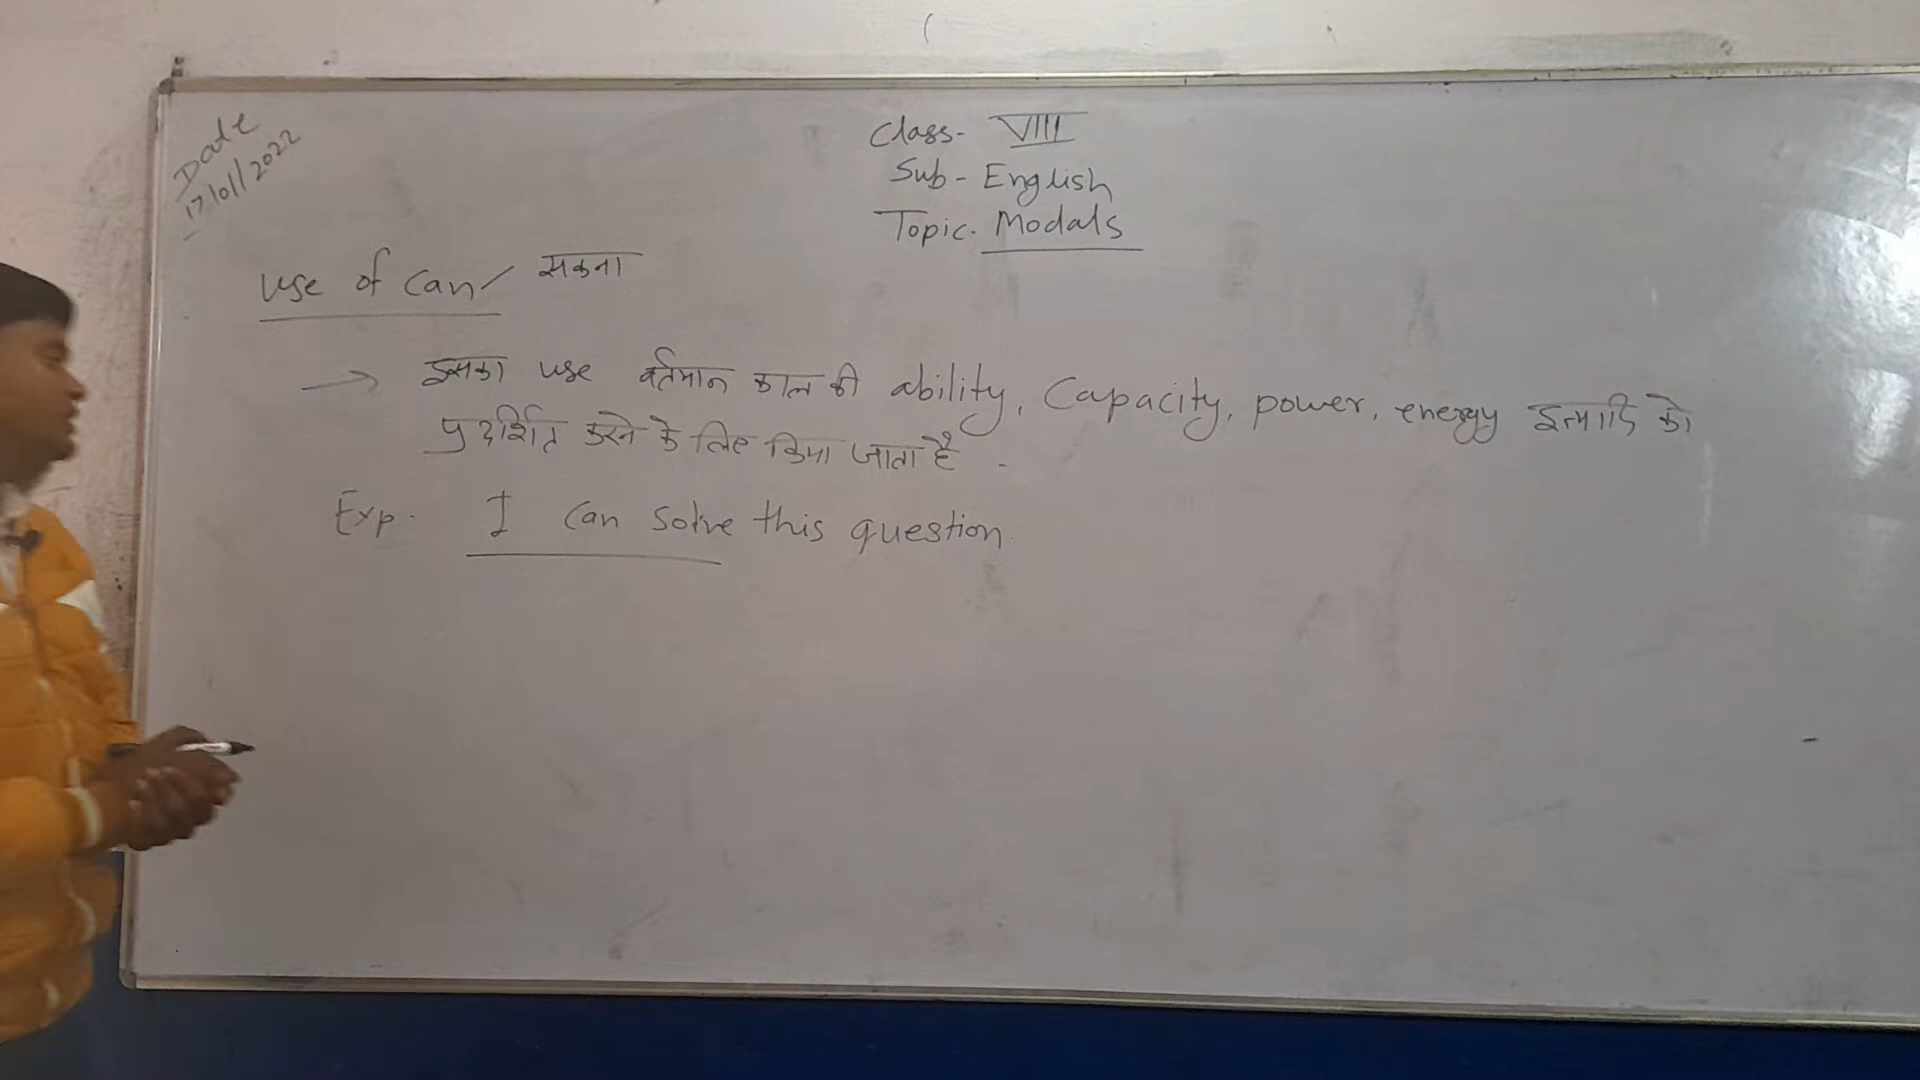 Date
17/01/2022
Class- VIII
Sub- English
Topic- Modals
Use of Can/ सकना
→ इसका use वर्तमान काल की ability, Capacity, power, energy इत्यादि को
प्रदर्शित करने के लिए किया जाता है.
Exp. I Can Solve this question.